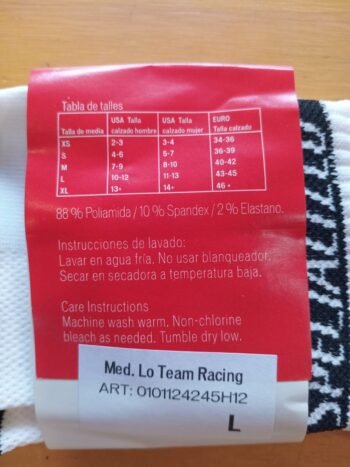 Tabla de talles
Talla de media USA Talla calzado hombre USA Talla calzado mujer EURO Talla calzado
XS 2-3 3-4 34-36
S 4-6 5-7 36-39
M 7-9 8-10 40-42
L 10-12 11-13 43-45
XL 13+ 14+ 46 +
88 % Poliamida / 10 % Spandex / 2 % Elastano.
Instrucciones de lavado:
Lavar en agua fría. No usar blanqueador.
Secar en secadora a temperatura baja.
Care Instructions
Machine wash warm. Non-chlorine
bleach as needed. Tumble dry low.
Med. Lo Team Racing
ART: 0101124245H12
L
SPECIALIZED